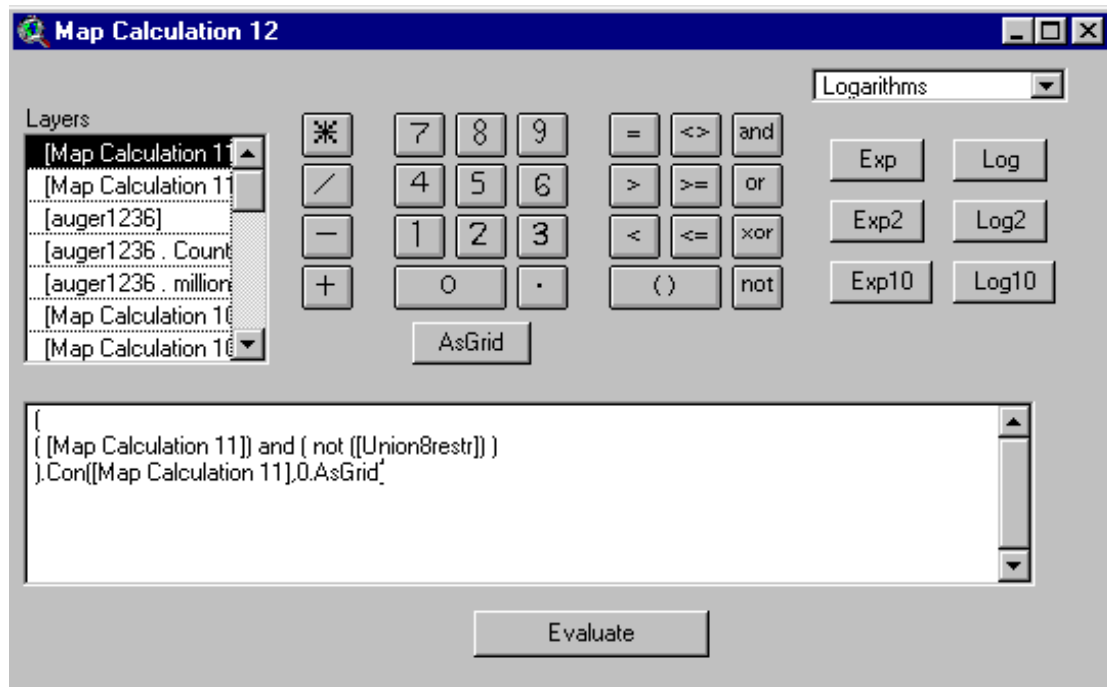 Map Calculation 12
Logarithms
Layers
[Map Calculation 11
[Map Calculation 11
[auger1236]
[auger1236 . Count
[auger1236 . million
[Map Calculation 10
[Map Calculation 10
* 7 8 9 = <> and
/ 4 5 6 > >= or
− 1 2 3 < <= xor
+ 0 . ( ) not
AsGrid
Exp Log
Exp2 Log2
Exp10 Log10
(
( [Map Calculation 11]) and ( not ([Union8restr]) )
).Con([Map Calculation 11],0.AsGrid
Evaluate